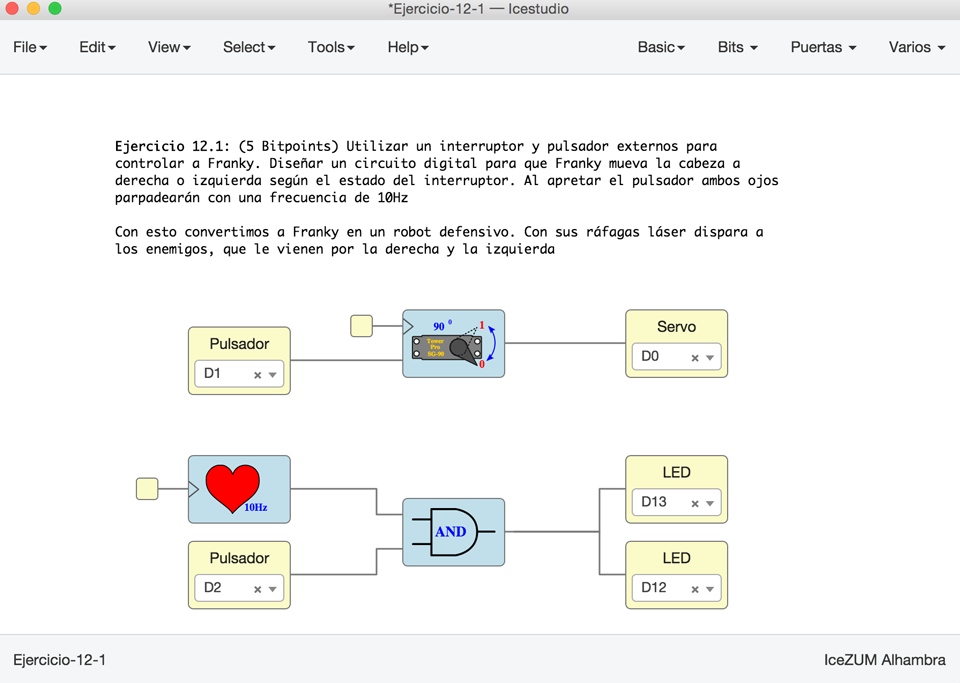 *Ejercicio-12-1 — Icestudio
File Edit View Select Tools Help Basic Bits Puertas Varios
Ejercicio 12.1: (5 Bitpoints) Utilizar un interruptor y pulsador externos para
controlar a Franky. Diseñar un circuito digital para que Franky mueva la cabeza a
derecha o izquierda según el estado del interruptor. Al apretar el pulsador ambos ojos
parpadearán con una frecuencia de 10Hz
Con esto convertimos a Franky en un robot defensivo. Con sus ráfagas láser dispara a
los enemigos, que le vienen por la derecha y la izquierda
Pulsador
D1
90 0
1
Tower
Pro
SG-90
0
Servo
D0
10Hz
Pulsador
D2
AND
LED
D13
LED
D12
Ejercicio-12-1
IceZUM Alhambra